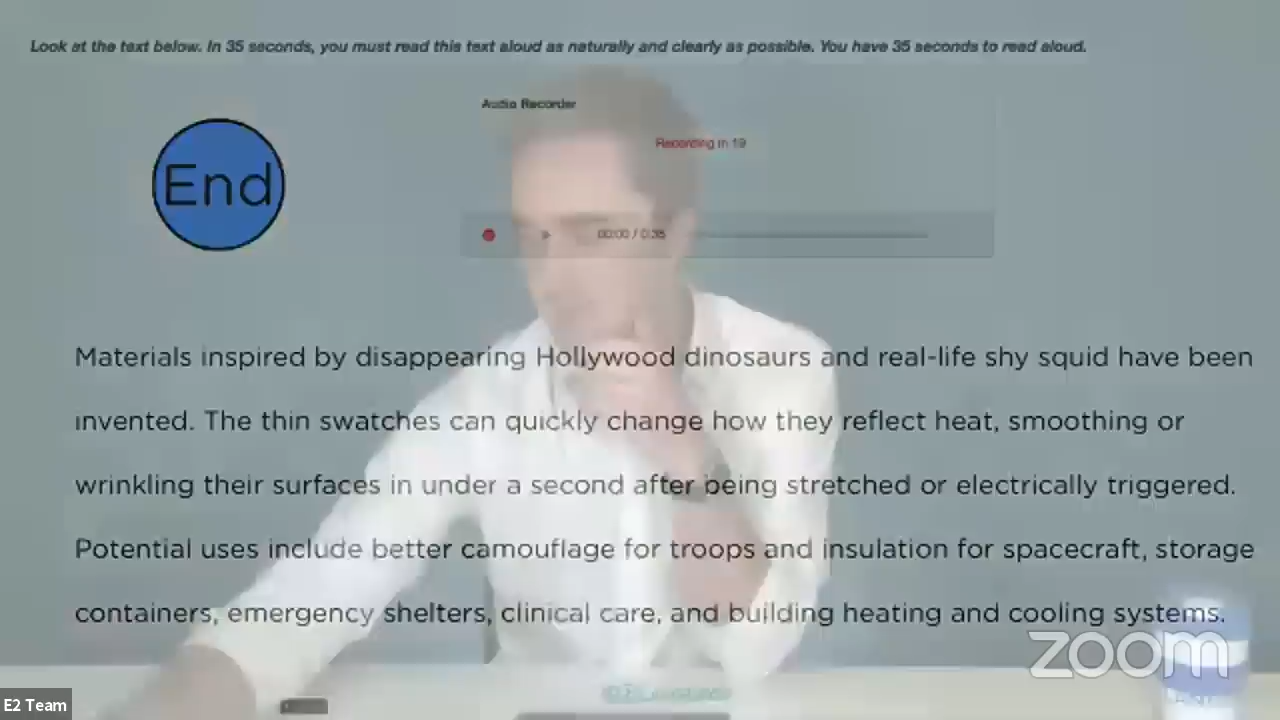 Look at the text below. In 35 seconds, you must read this text aloud as naturally and clearly as possible. You have 35 seconds to read aloud.
Audio Recorder
Recording in 19
End
00:00 / 0:35
Materials inspired by disappearing Hollywood dinosaurs and real-life shy squid have been
invented. The thin swatches can quickly change how they reflect heat, smoothing or
wrinkling their surfaces in under a second after being stretched or electrically triggered.
Potential uses include better camouflage for troops and insulation for spacecraft, storage
containers, emergency shelters, clinical care, and building heating and cooling systems.
zoom
E2 Team